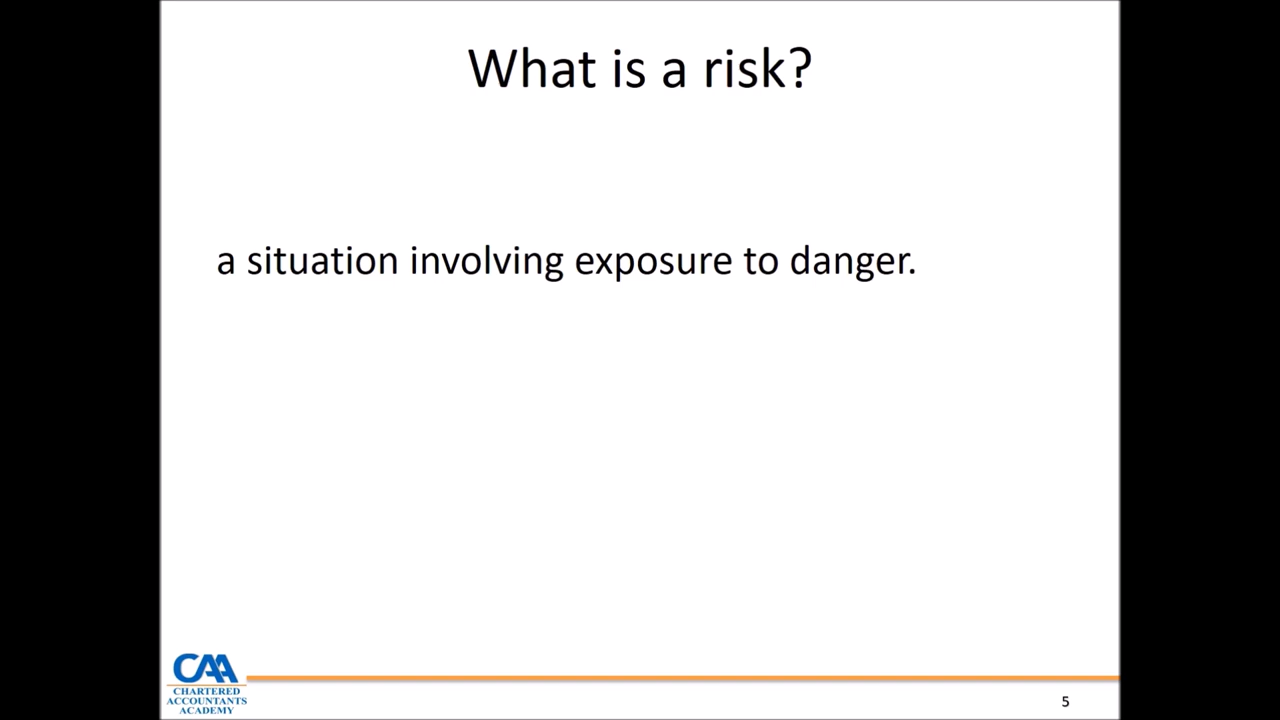 What is a risk?
a situation involving exposure to danger.
CAA
CHARTERED
ACCOUNTANTS
ACADEMY
5